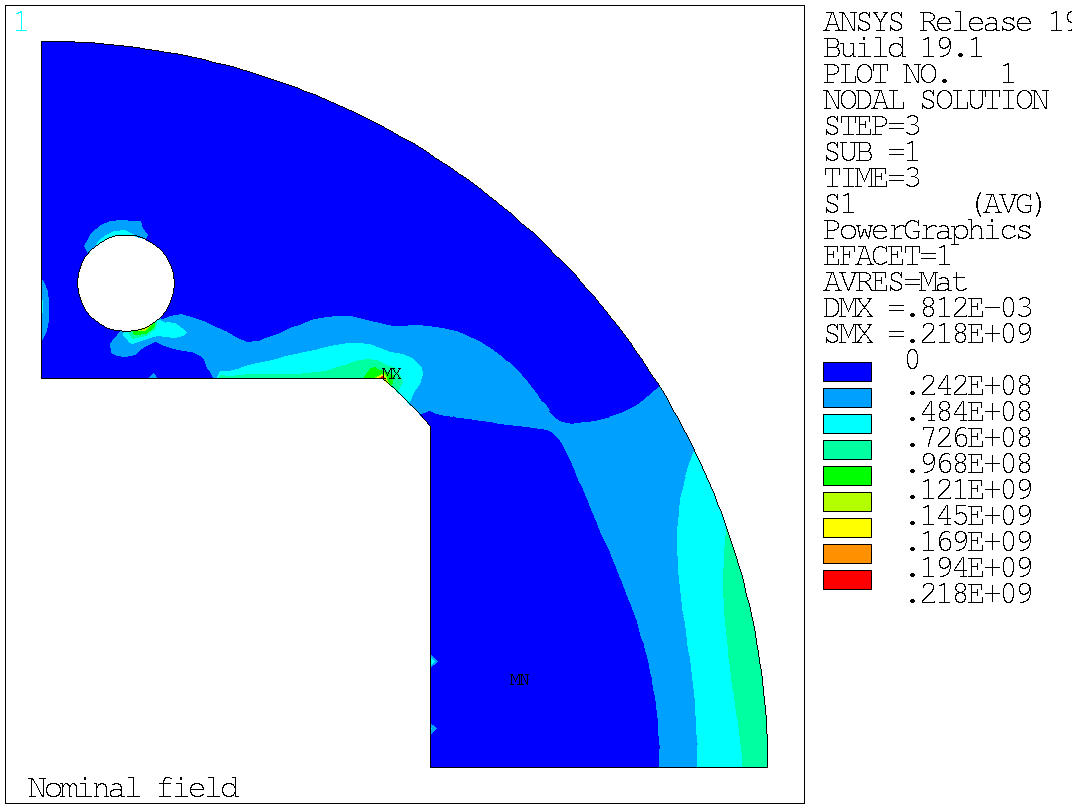 1
ANSYS Release 19
Build 19.1
PLOT NO.   1
NODAL SOLUTION
STEP=3
SUB =1
TIME=3
S1       (AVG)
PowerGraphics
EFACET=1
AVRES=Mat
DMX =.812E-03
SMX =.218E+09
0
.242E+08
.484E+08
.726E+08
.968E+08
.121E+09
.145E+09
.169E+09
.194E+09
.218E+09
MX
MN
Nominal field